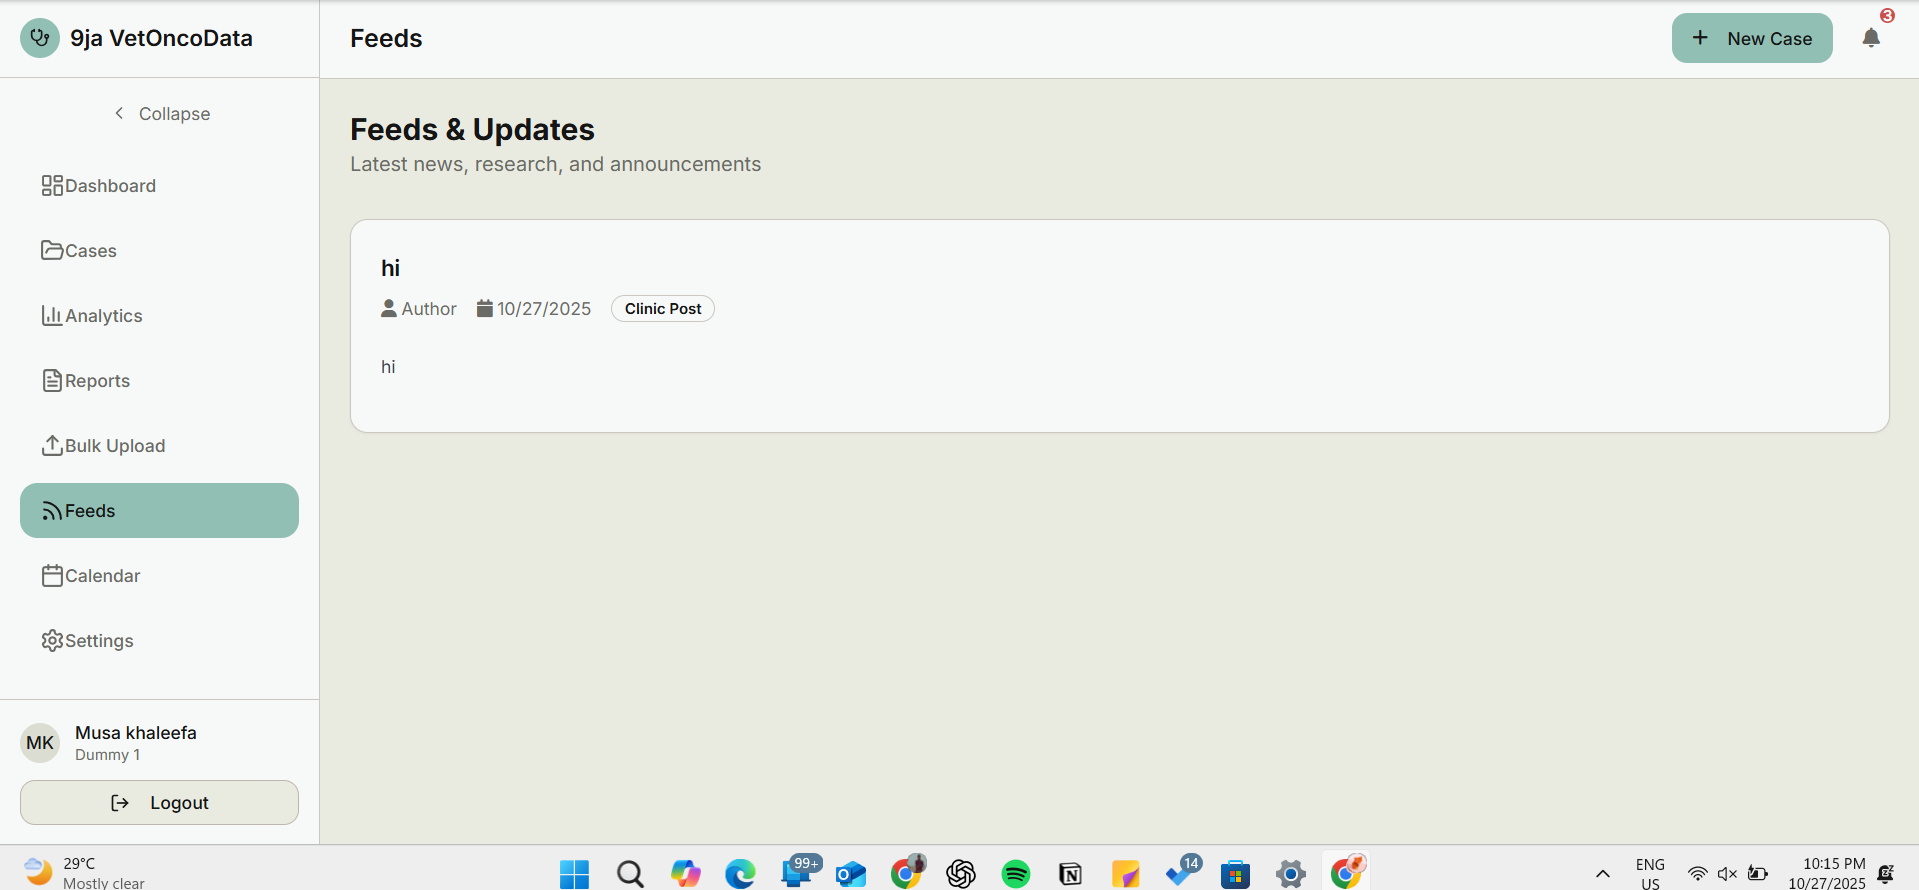 9ja VetOncoData
Feeds
New Case
3
Collapse
Dashboard
Cases
Analytics
Reports
Bulk Upload
Feeds
Calendar
Settings
Feeds & Updates
Latest news, research, and announcements
hi
Author 10/27/2025 Clinic Post
hi
MK
Musa khaleefa
Dummy 1
Logout
29°C
Mostly clear
99+
14
ENG
US
10:15 PM
10/27/2025